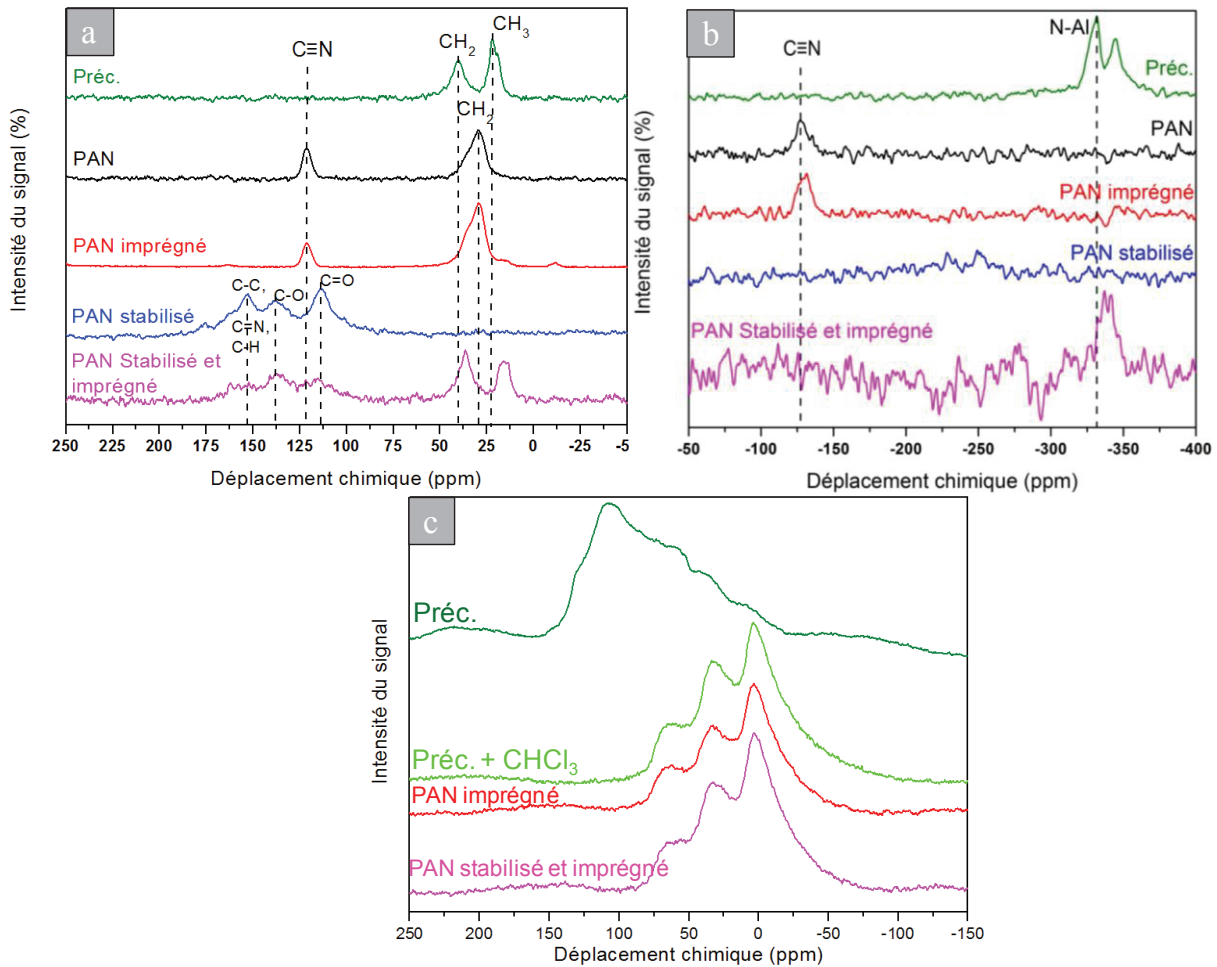 a
CH3
CH2
C≡N
Préc.
CH2
PAN
PAN imprégné
C-C,
C-O
C=O
PAN stabilisé
C=N,
C-H
PAN Stabilisé et
imprégné
Intensité du signal (%)
250 225 200 175 150 125 100 75 50 25 0 -5
Déplacement chimique (ppm)
b
N-Al
C≡N
Préc.
PAN
PAN imprégné
PAN stabilisé
PAN Stabilisé et imprégné
Intensité du signal (%)
-50 -100 -150 -200 -250 -300 -350 -400
Déplacement chimique (ppm)
c
Préc.
Préc. + CHCl3
PAN imprégné
PAN stabilisé et imprégné
Intensité du signal
250 200 150 100 50 0 -50 -100 -150
Déplacement chimique (ppm)